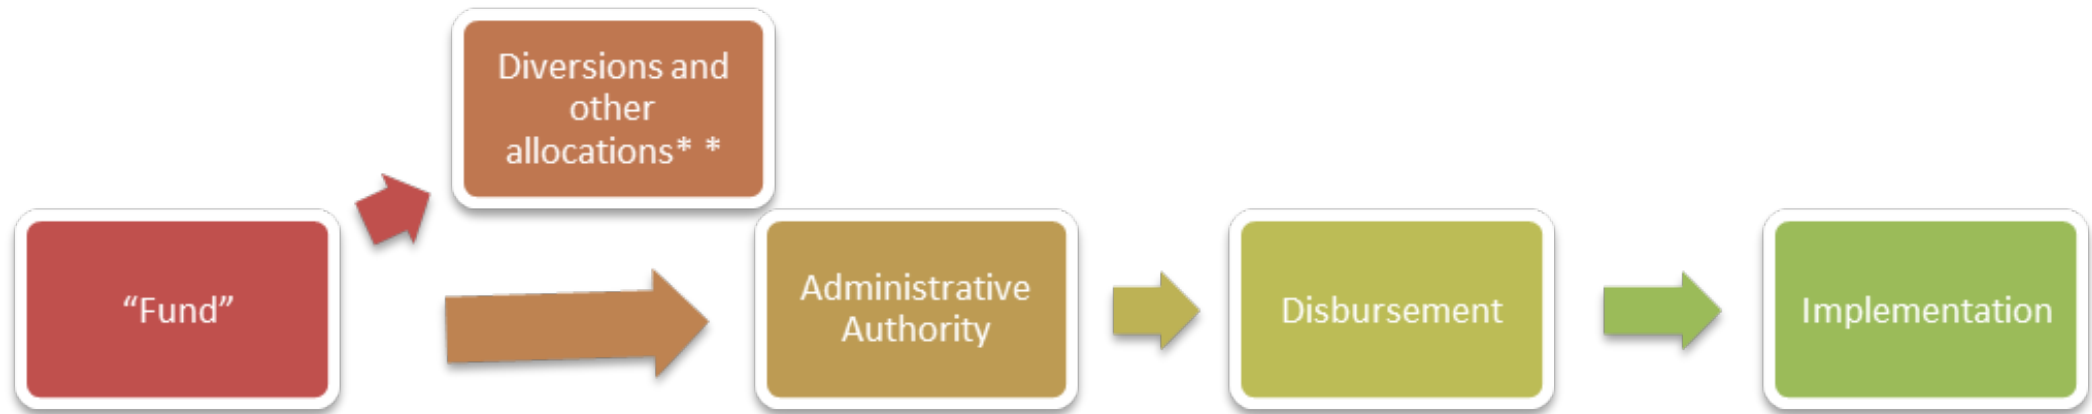 Diversions and
other
allocations* *
“Fund”
Administrative
Authority
Disbursement
Implementation